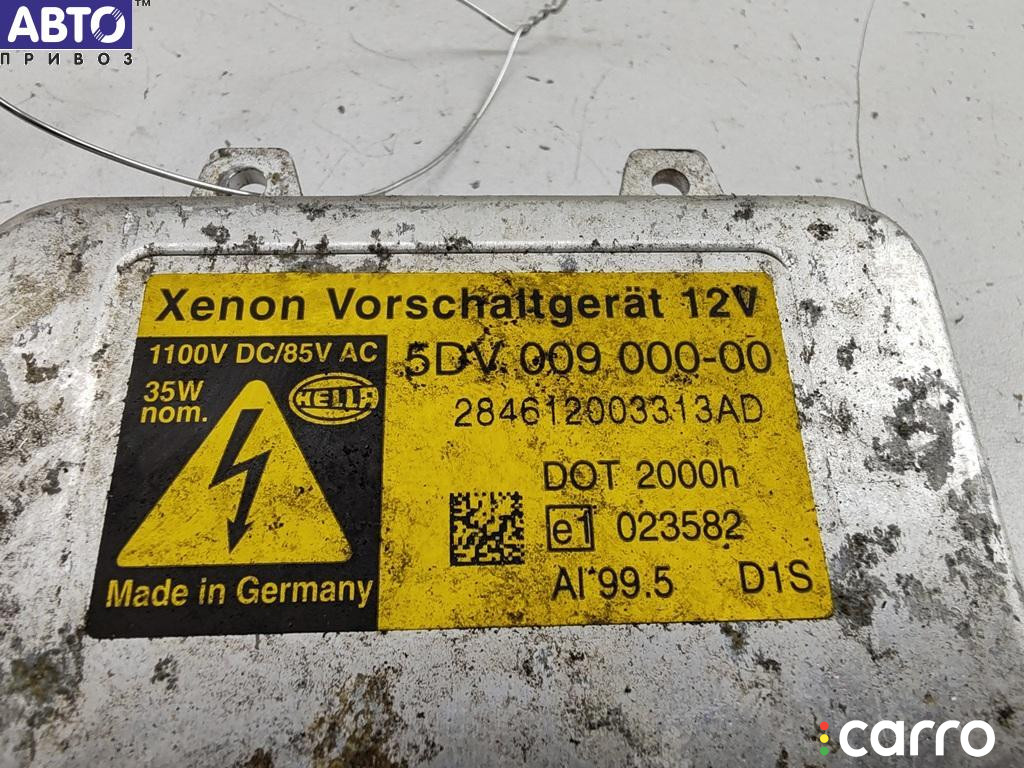 АВТО™
ПРИВОЗ
Xenon Vorschaltgerät 12V
1100V DC/85V AC
5DV 009 000-00
35W
nom.
HELLA
284612003313AD
DOT 2000h
e1 023582
Made in Germany
Al 99.5 D1S
carro